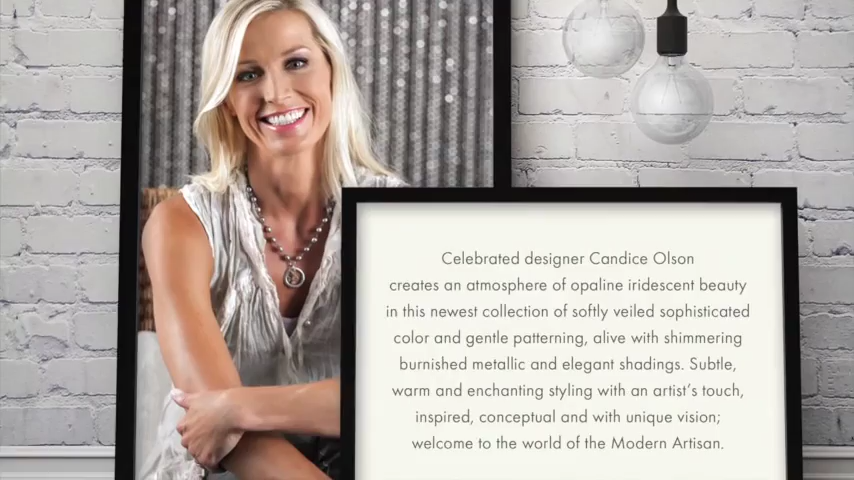 Celebrated designer Candice Olson
creates an atmosphere of opaline iridescent beauty
in this newest collection of softly veiled sophisticated
color and gentle patterning, alive with shimmering
burnished metallic and elegant shadings. Subtle,
warm and enchanting styling with an artist's touch,
inspired, conceptual and with unique vision;
welcome to the world of the Modern Artisan.